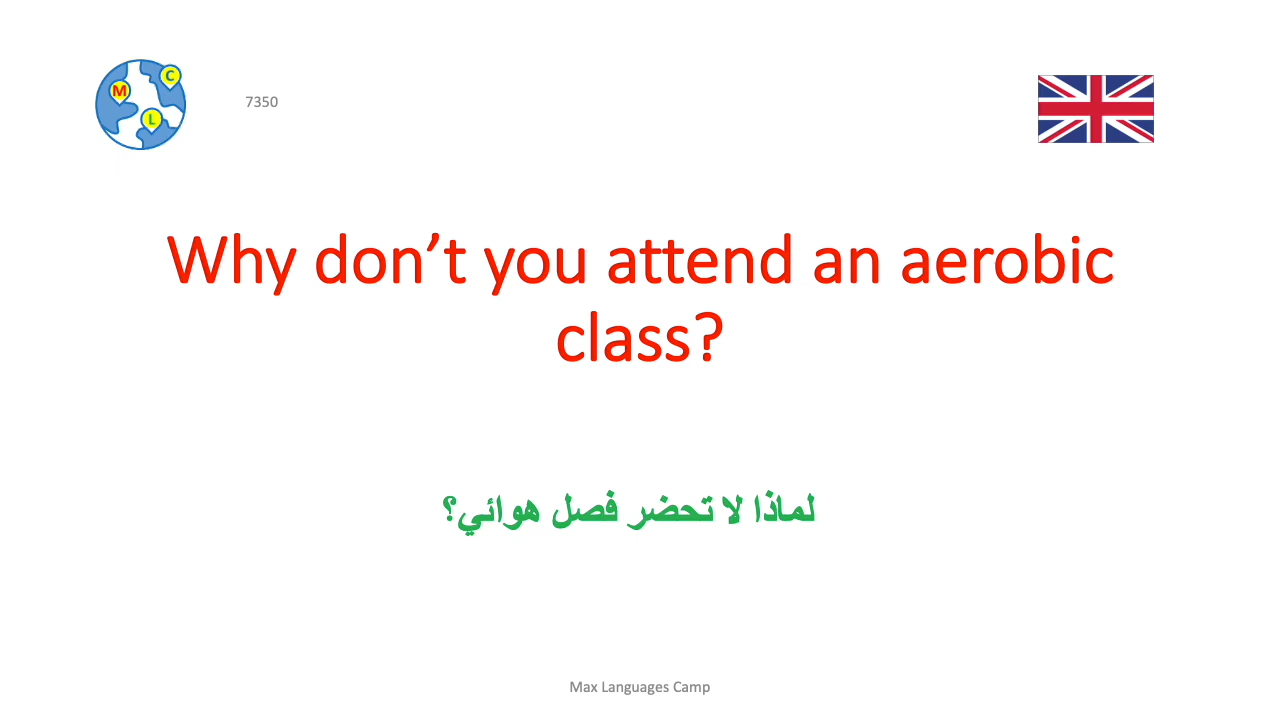 M
C
L
7350
Why don’t you attend an aerobic
class?
لماذا لا تحضر فصل هوائي؟
Max Languages Camp